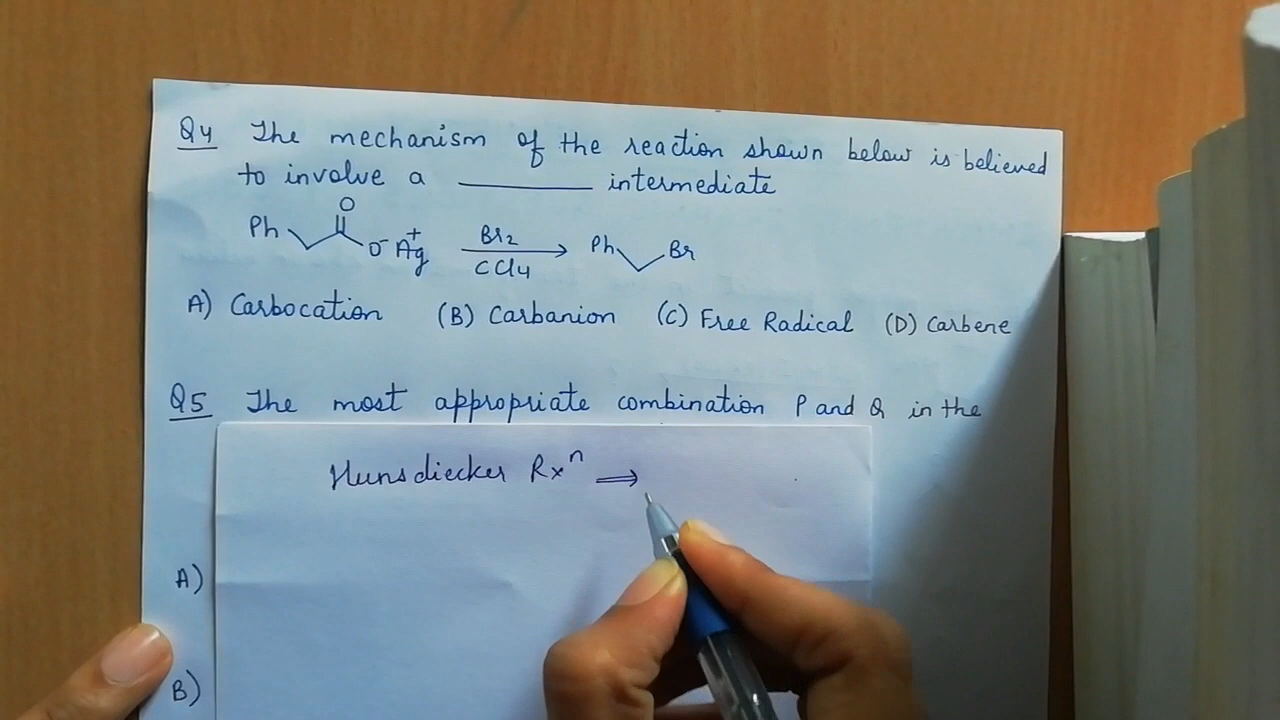 Q4 The mechanism of the reaction shown below is believed
to involve a ______ intermediate
Ph O O⁻ Ag⁺ Br2 CCl4 Ph Br
A) Carbocation (B) Carbanion (C) Free Radical (D) Carbene
Q5 The most appropriate combination P and Q in the
Hunsdiecker Rxⁿ ⟹
A)
B)